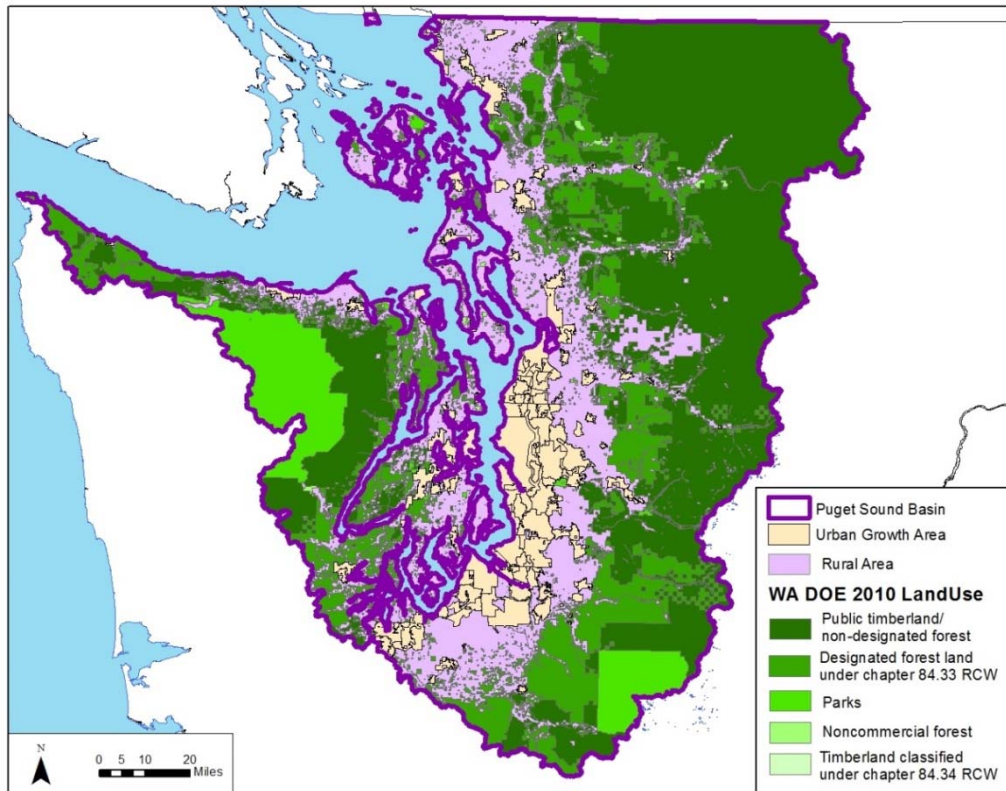 Puget Sound Basin
Urban Growth Area
Rural Area
WA DOE 2010 LandUse
Public timberland/
non-designated forest
Designated forest land
under chapter 84.33 RCW
Parks
Noncommercial forest
Timberland classified
under chapter 84.34 RCW
N
0 5 10 20
Miles